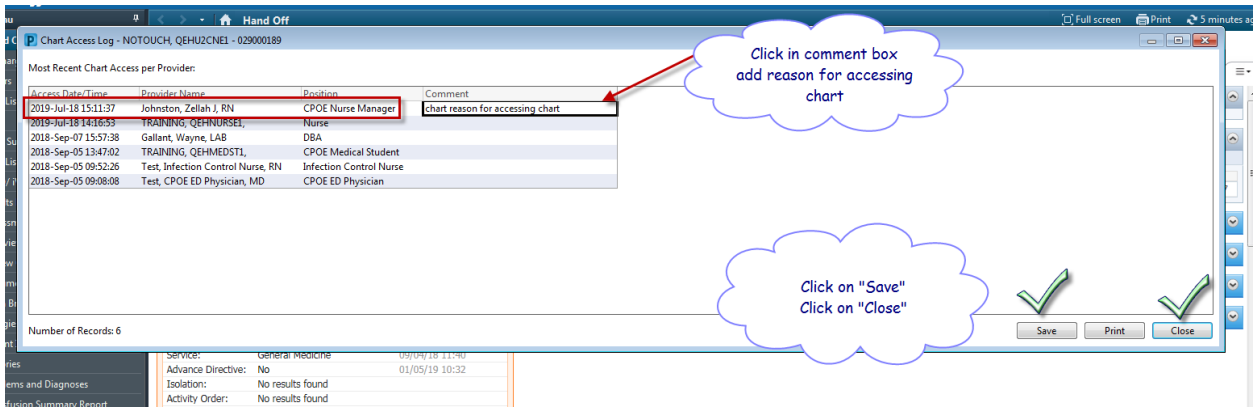 Hand Off
Full screen Print 5 minutes ag
Chart Access Log - NOTOUCH, QEHU2CNE1 - 029000189
Most Recent Chart Access per Provider:
Access Date/Time Provider Name Position Comment
2019-Jul-18 15:11:37 Johnston, Zellah J, RN CPOE Nurse Manager chart reason for accessing chart
2019-Jul-18 14:16:53 TRAINING, QEHNURSE1, Nurse
2018-Sep-07 15:57:38 Gallant, Wayne, LAB DBA
2018-Sep-05 13:47:02 TRAINING, QEHMEDST1, CPOE Medical Student
2018-Sep-05 09:52:26 Test, Infection Control Nurse, RN Infection Control Nurse
2018-Sep-05 09:08:08 Test, CPOE ED Physician, MD CPOE ED Physician
Click in comment box
add reason for accessing
chart
Click on "Save"
Click on "Close"
Number of Records: 6
Save Print Close
Service: General Medicine 09/04/18 11:40
Advance Directive: No 01/05/19 10:32
Isolation: No results found
Activity Order: No results found
ories
ems and Diagnoses
nsfusion Summary Report